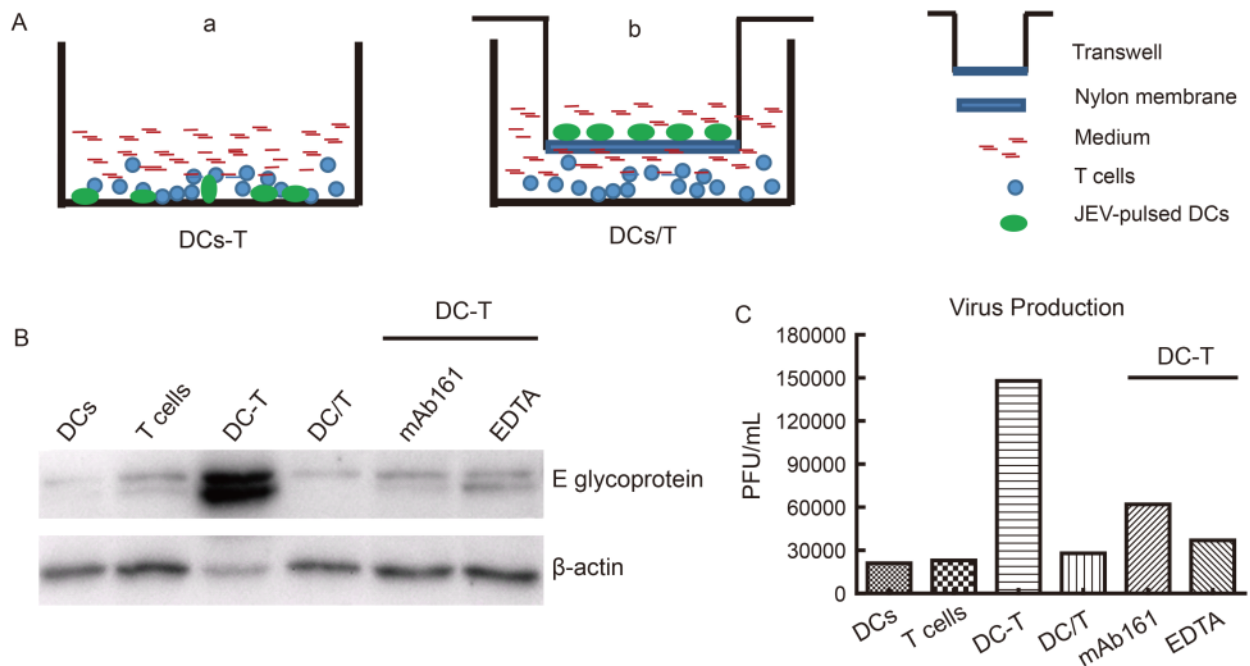 A
a
b
DCs-T
DCs/T
Transwell
Nylon membrane
Medium
T cells
JEV-pulsed DCs
B
DC-T
DCs
T cells
DC-T
DC/T
mAb161
EDTA
E glycoprotein
β-actin
C
Virus Production
DC-T
PFU/mL
180000
150000
120000
90000
60000
30000
0
DCs
T cells
DC-T
DC/T
mAb161
EDTA